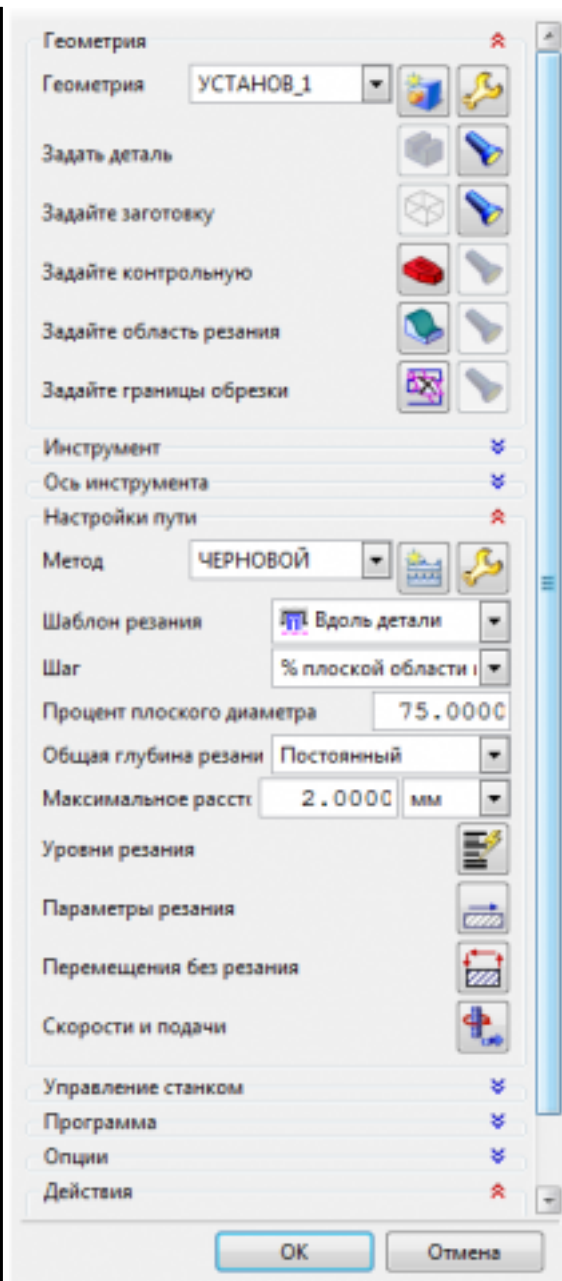 Геометрия
Геометрия УСТАНОВ_1
Задать деталь
Задайте заготовку
Задайте контрольную
Задайте область резания
Задайте границы обрезки
Инструмент
Ось инструмента
Настройки пути
Метод ЧЕРНОВОЙ
Шаблон резания Вдоль детали
Шаг % плоской области
Процент плоского диаметра 75.0000
Общая глубина резани Постоянный
Максимальное расст 2.0000 мм
Уровни резания
Параметры резания
Перемещения без резания
Скорости и подачи
Управление станком
Программа
Опции
Действия
ОК Отмена